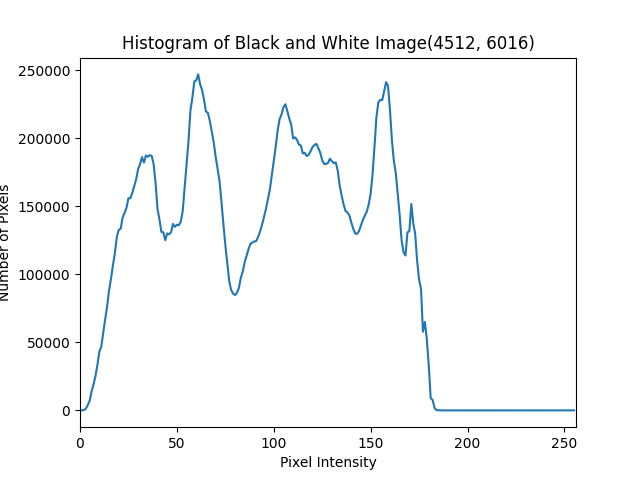 Histogram of Black and White Image(4512, 6016)
250000
200000
150000
100000
50000
0
Number of Pixels
0 50 100 150 200 250
Pixel Intensity